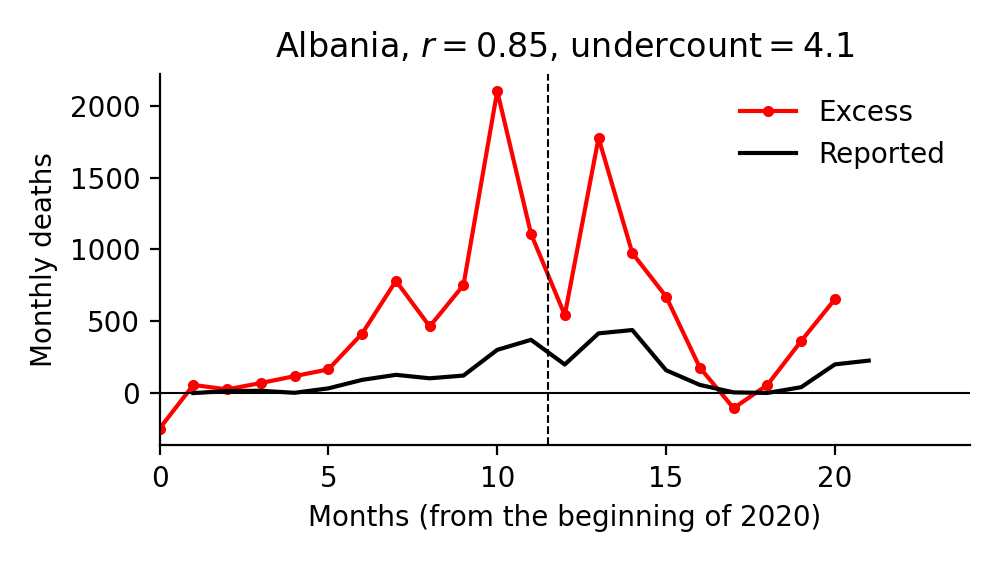 Albania, r = 0.85, undercount = 4.1
Excess
Reported
Monthly deaths
2000
1500
1000
500
0
0 5 10 15 20
Months (from the beginning of 2020)